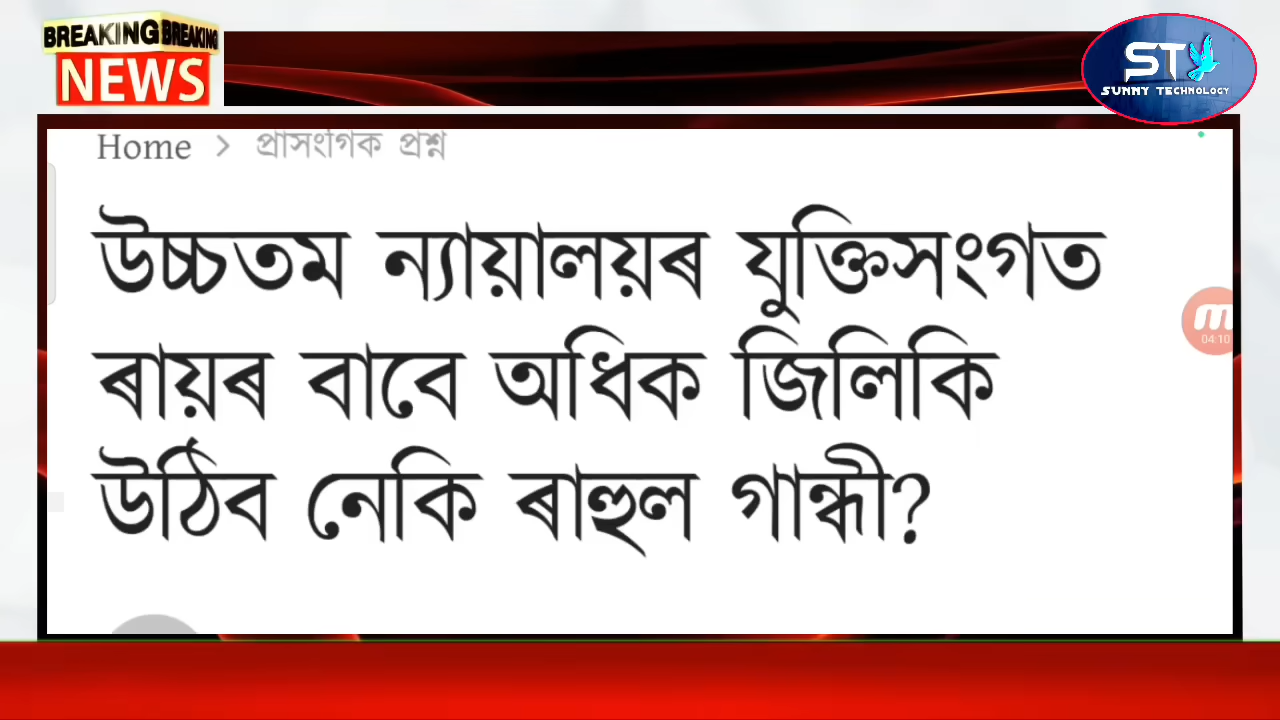 BREAKING BREAKING
NEWS
ST
SUNNY TECHNOLOGY
Home > প্ৰাসংগিক প্ৰশ্ন
উচ্চতম ন্যায়ালয়ৰ যুক্তিসংগত
ৰায়ৰ বাবে অধিক জিলিকি
উঠিব নেকি ৰাহুল গান্ধী?
04:10